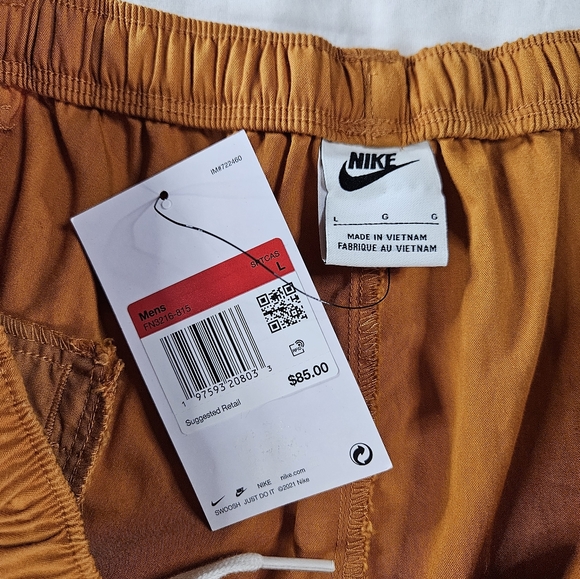 IM#722460
NIKE
L G G
MADE IN VIETNAM
FABRIQUE AU VIETNAM
SRTCAS
L
Mens
FN3216-815
1 97593 20803 3
$85.00
Suggested Retail
NIKE nike.com
SWOOSH JUST DO IT ©2021 Nike